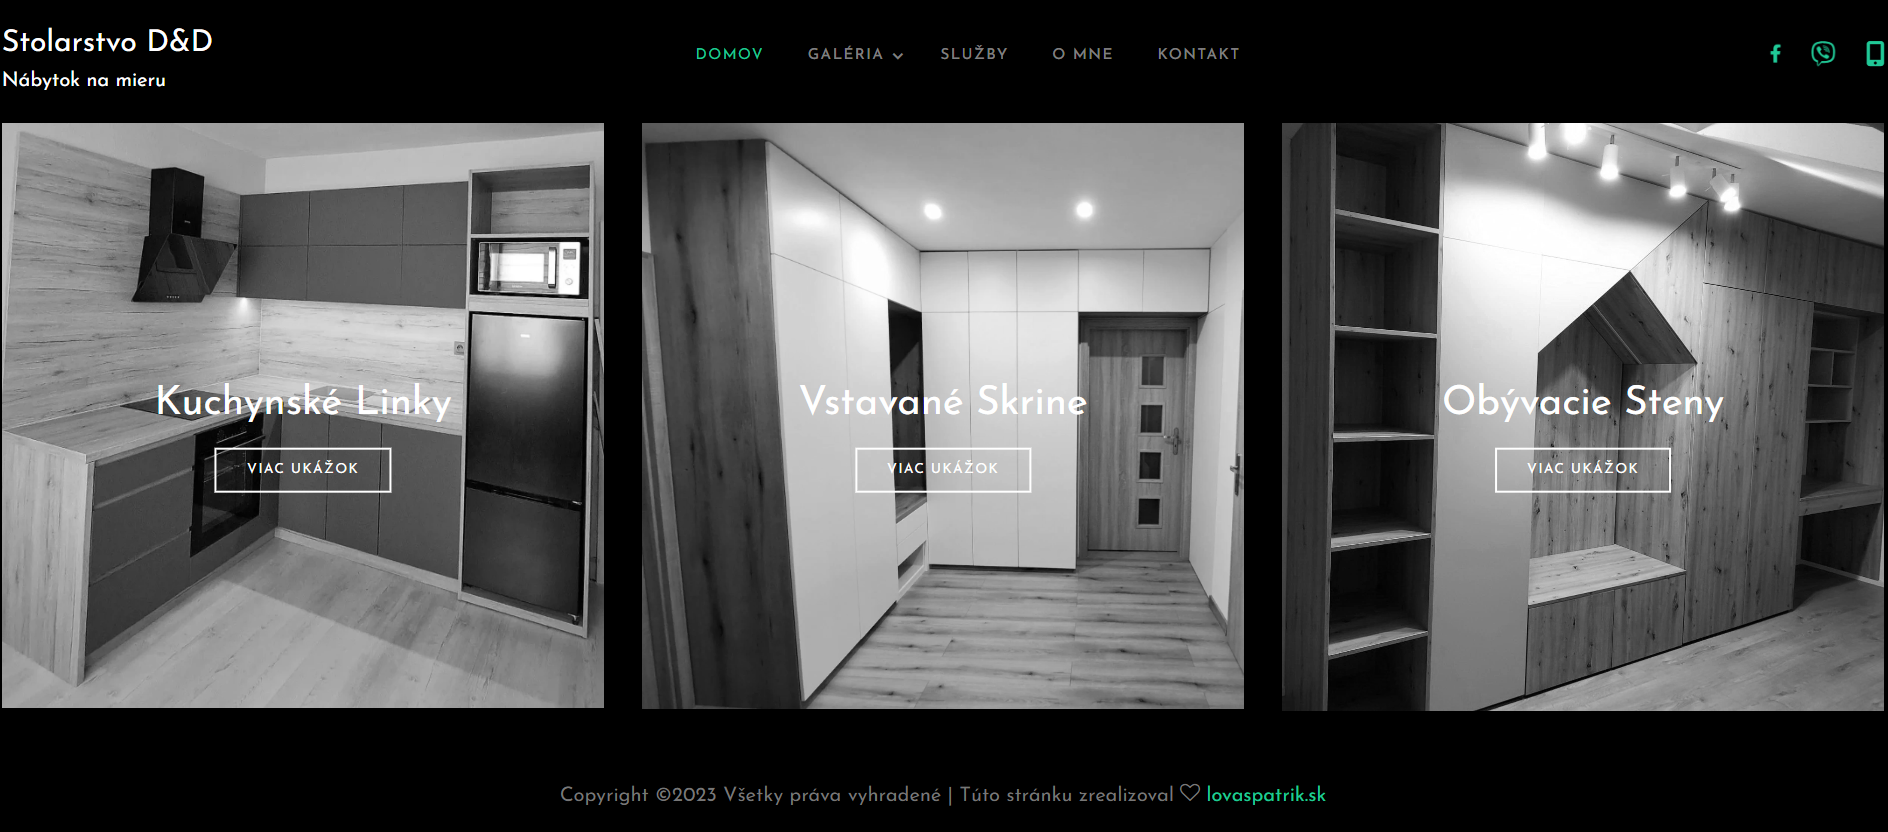 Stolarstvo D&D
Nábytok na mieru
DOMOV GALÉRIA SLUŽBY O MNE KONTAKT
Kuchynské Linky
VIAC UKÁŽOK
Vstavané Skrine
VIAC UKÁŽOK
Obývacie Steny
VIAC UKÁŽOK
Copyright ©2023 Všetky práva vyhradené | Túto stránku zrealizoval ♡ lovaspatrik.sk